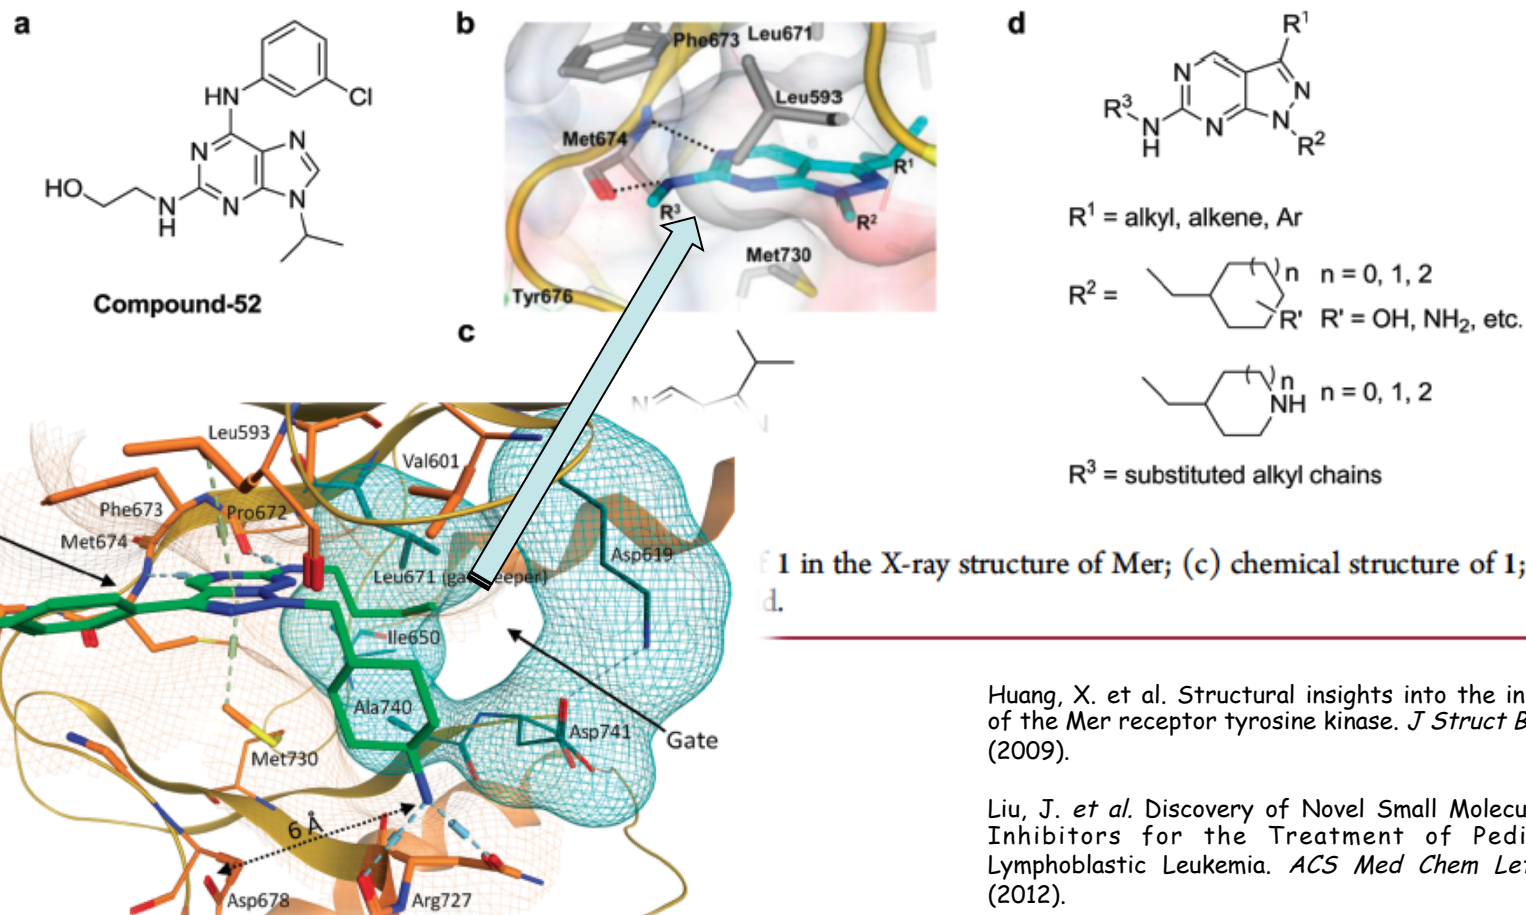 a
HN
Cl
N
N
HO
N
H
N
N
Compound-52
b
Phe673
Leu671
Leu593
Met674
R¹
R³
R²
Met730
Tyr676
c
N
N
d
R¹
N
N
R³
N
H
N
N
R²
R¹ = alkyl, alkene, Ar
R² =
( )n n = 0, 1, 2
R' R' = OH, NH₂, etc.
( )n n = 0, 1, 2
NH
R³ = substituted alkyl chains
Leu593
Val601
Phe673
Pro672
Met674
Asp619
Leu671 (gatekeeper)
Ile650
Ala740
Asp741
Gate
Met730
6 Å
Asp678
Arg727
1 in the X-ray structure of Mer; (c) chemical structure of 1;
d.
Huang, X. et al. Structural insights into the in
of the Mer receptor tyrosine kinase. J Struct B
(2009).
Liu, J. et al. Discovery of Novel Small Molecu
Inhibitors for the Treatment of Pedi
Lymphoblastic Leukemia. ACS Med Chem Let
(2012).